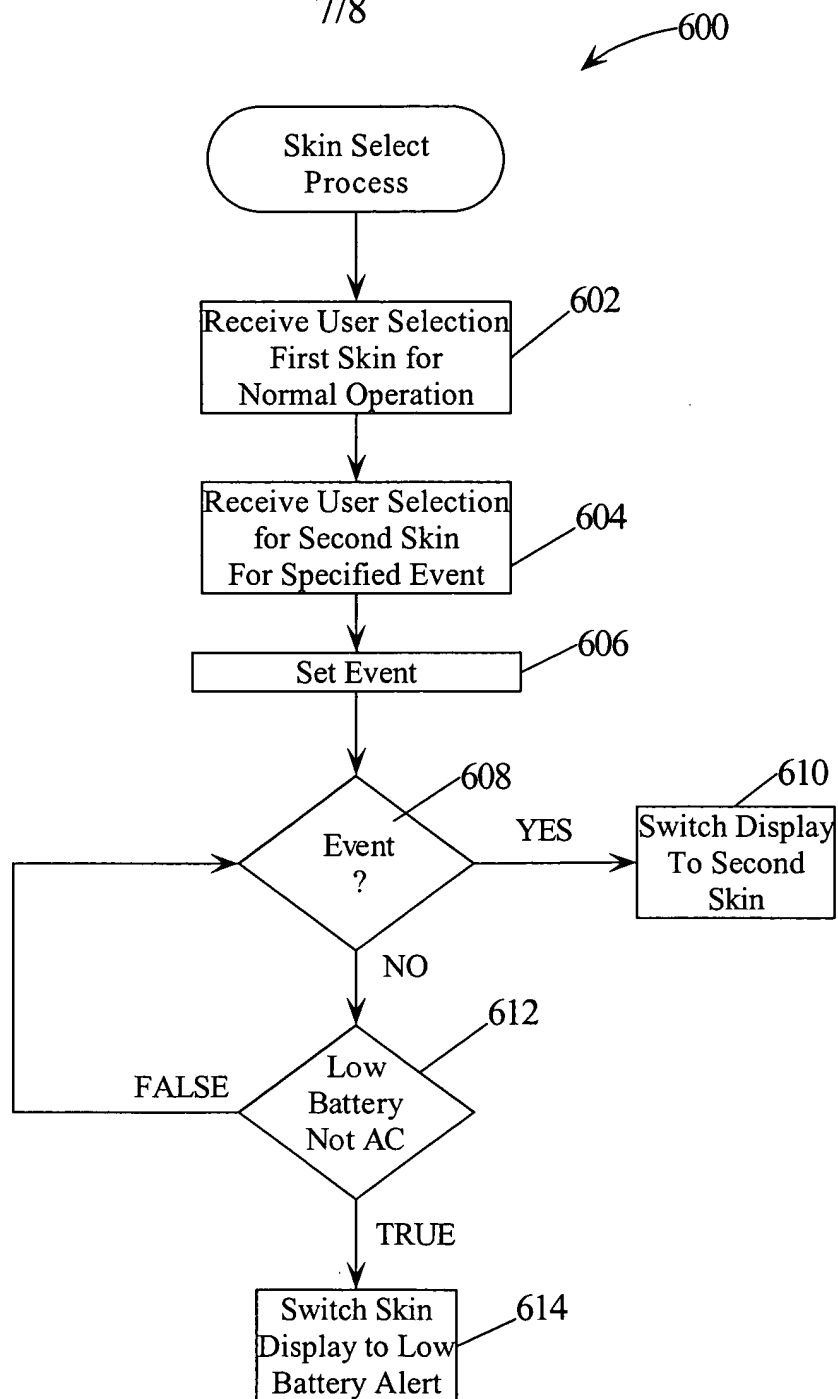 7/8
600
Skin Select
Process
602
Receive User Selection
First Skin for
Normal Operation
604
Receive User Selection
for Second Skin
For Specified Event
606
Set Event
608
Event
?
YES
610
Switch Display
To Second
Skin
NO
612
Low
Battery
Not AC
FALSE
TRUE
614
Switch Skin
Display to Low
Battery Alert